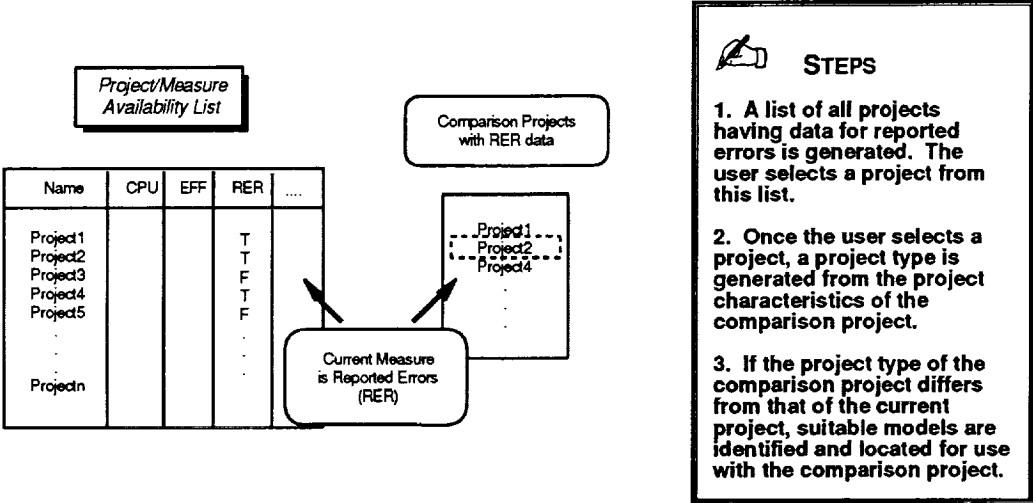 Project/Measure
Availability List
Comparison Projects
with RER data
Name CPU EFF RER ....
Project1 T
Project2 T
Project3 F
Project4 T
Project5 F
. .
. .
. .
Projectn
Project1
Project2
Project4
.
.
.
Current Measure
is Reported Errors
(RER)
STEPS
1. A list of all projects
having data for reported
errors is generated. The
user selects a project from
this list.
2. Once the user selects a
project, a project type is
generated from the project
characteristics of the
comparison project.
3. If the project type of the
comparison project differs
from that of the current
project, suitable models are
identified and located for use
with the comparison project.